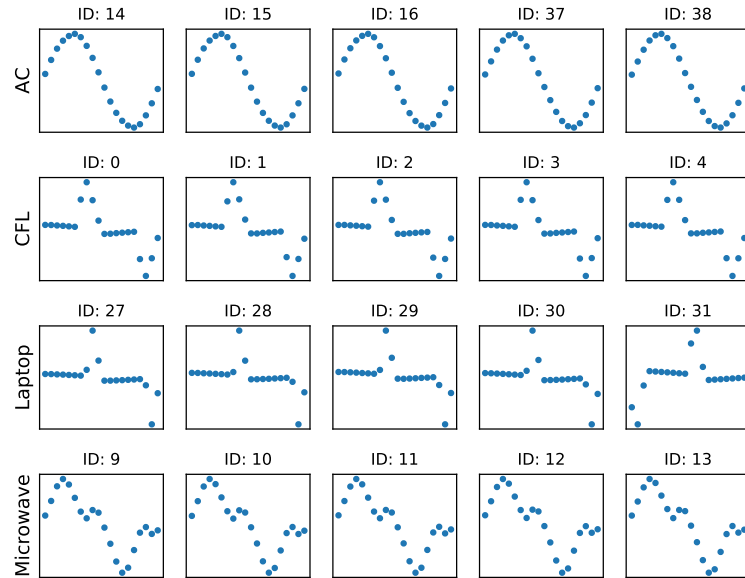 ID: 14 ID: 15 ID: 16 ID: 37 ID: 38
AC
ID: 0 ID: 1 ID: 2 ID: 3 ID: 4
CFL
ID: 27 ID: 28 ID: 29 ID: 30 ID: 31
Laptop
ID: 9 ID: 10 ID: 11 ID: 12 ID: 13
Microwave